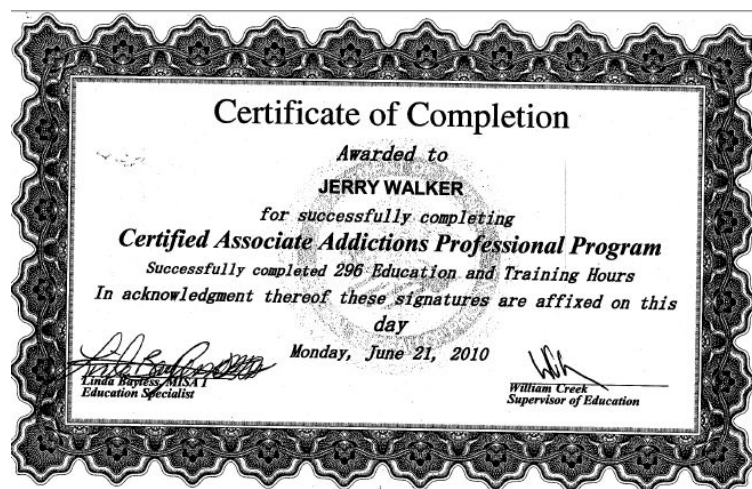 Certificate of Completion
Awarded to
JERRY WALKER
for successfully completing
Certified Associate Addictions Professional Program
Successfully completed 296 Education and Training Hours
In acknowledgment thereof these signatures are affixed on this
day
Monday, June 21, 2010
Linda Bayless, MISA I
Education Specialist
William Creek
Supervisor of Education